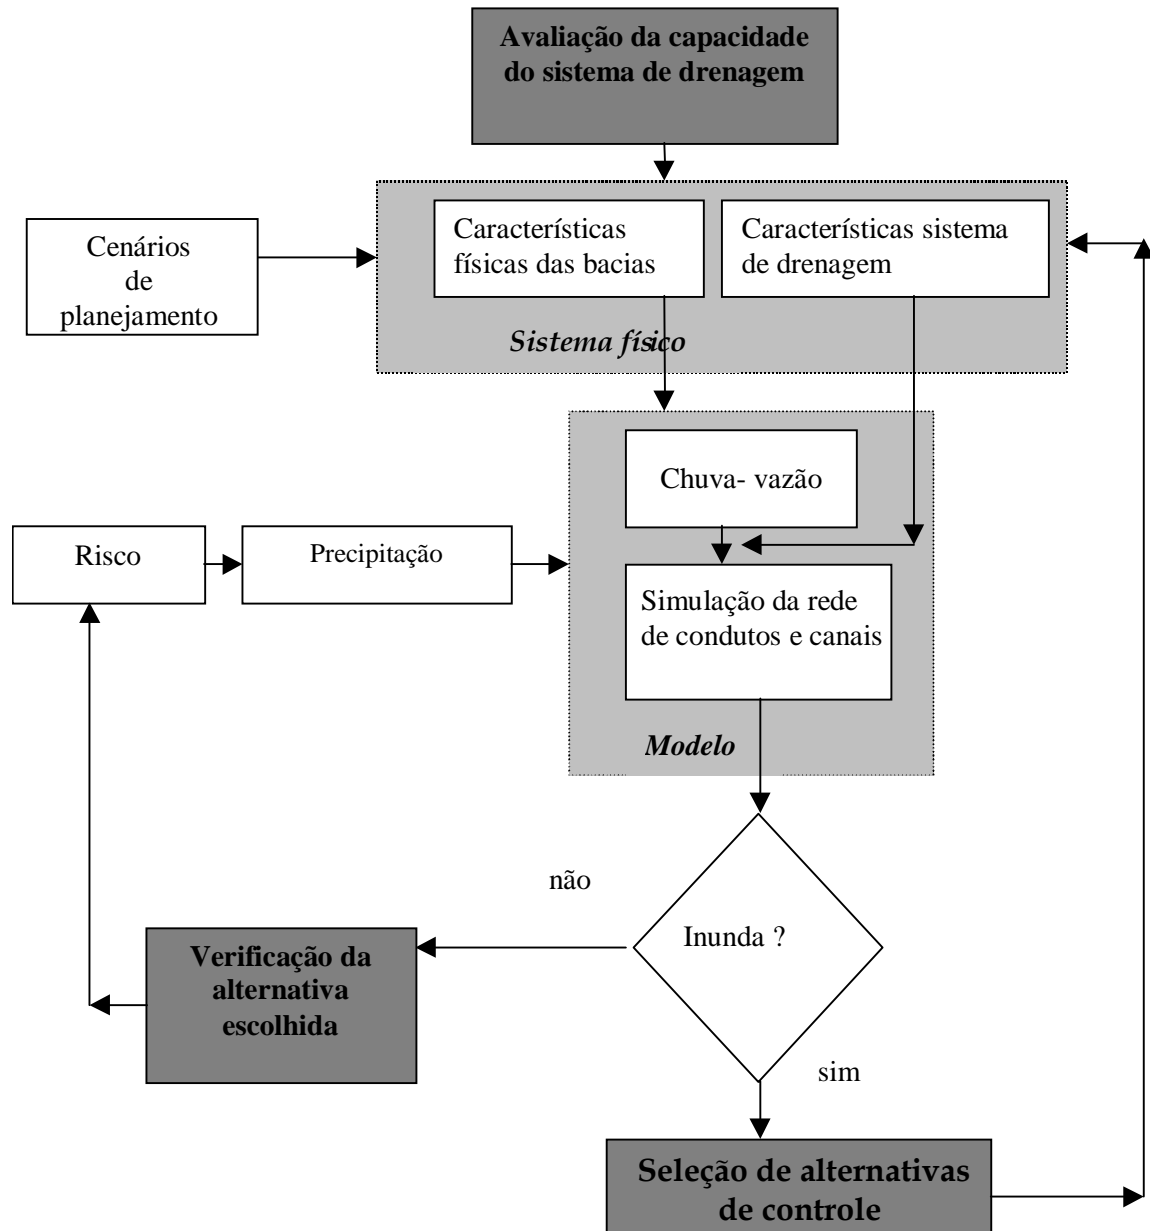 Avaliação da capacidade
do sistema de drenagem
Cenários
de
planejamento
Característísticas
físicas das bacias
Características sistema
de drenagem
Sistema físico
Chuva- vazão
Risco
Precipitação
Simulação da rede
de condutos e canais
Modelo
não
Inunda ?
Verificação da
alternativa
escolhida
sim
Seleção de alternativas
de controle